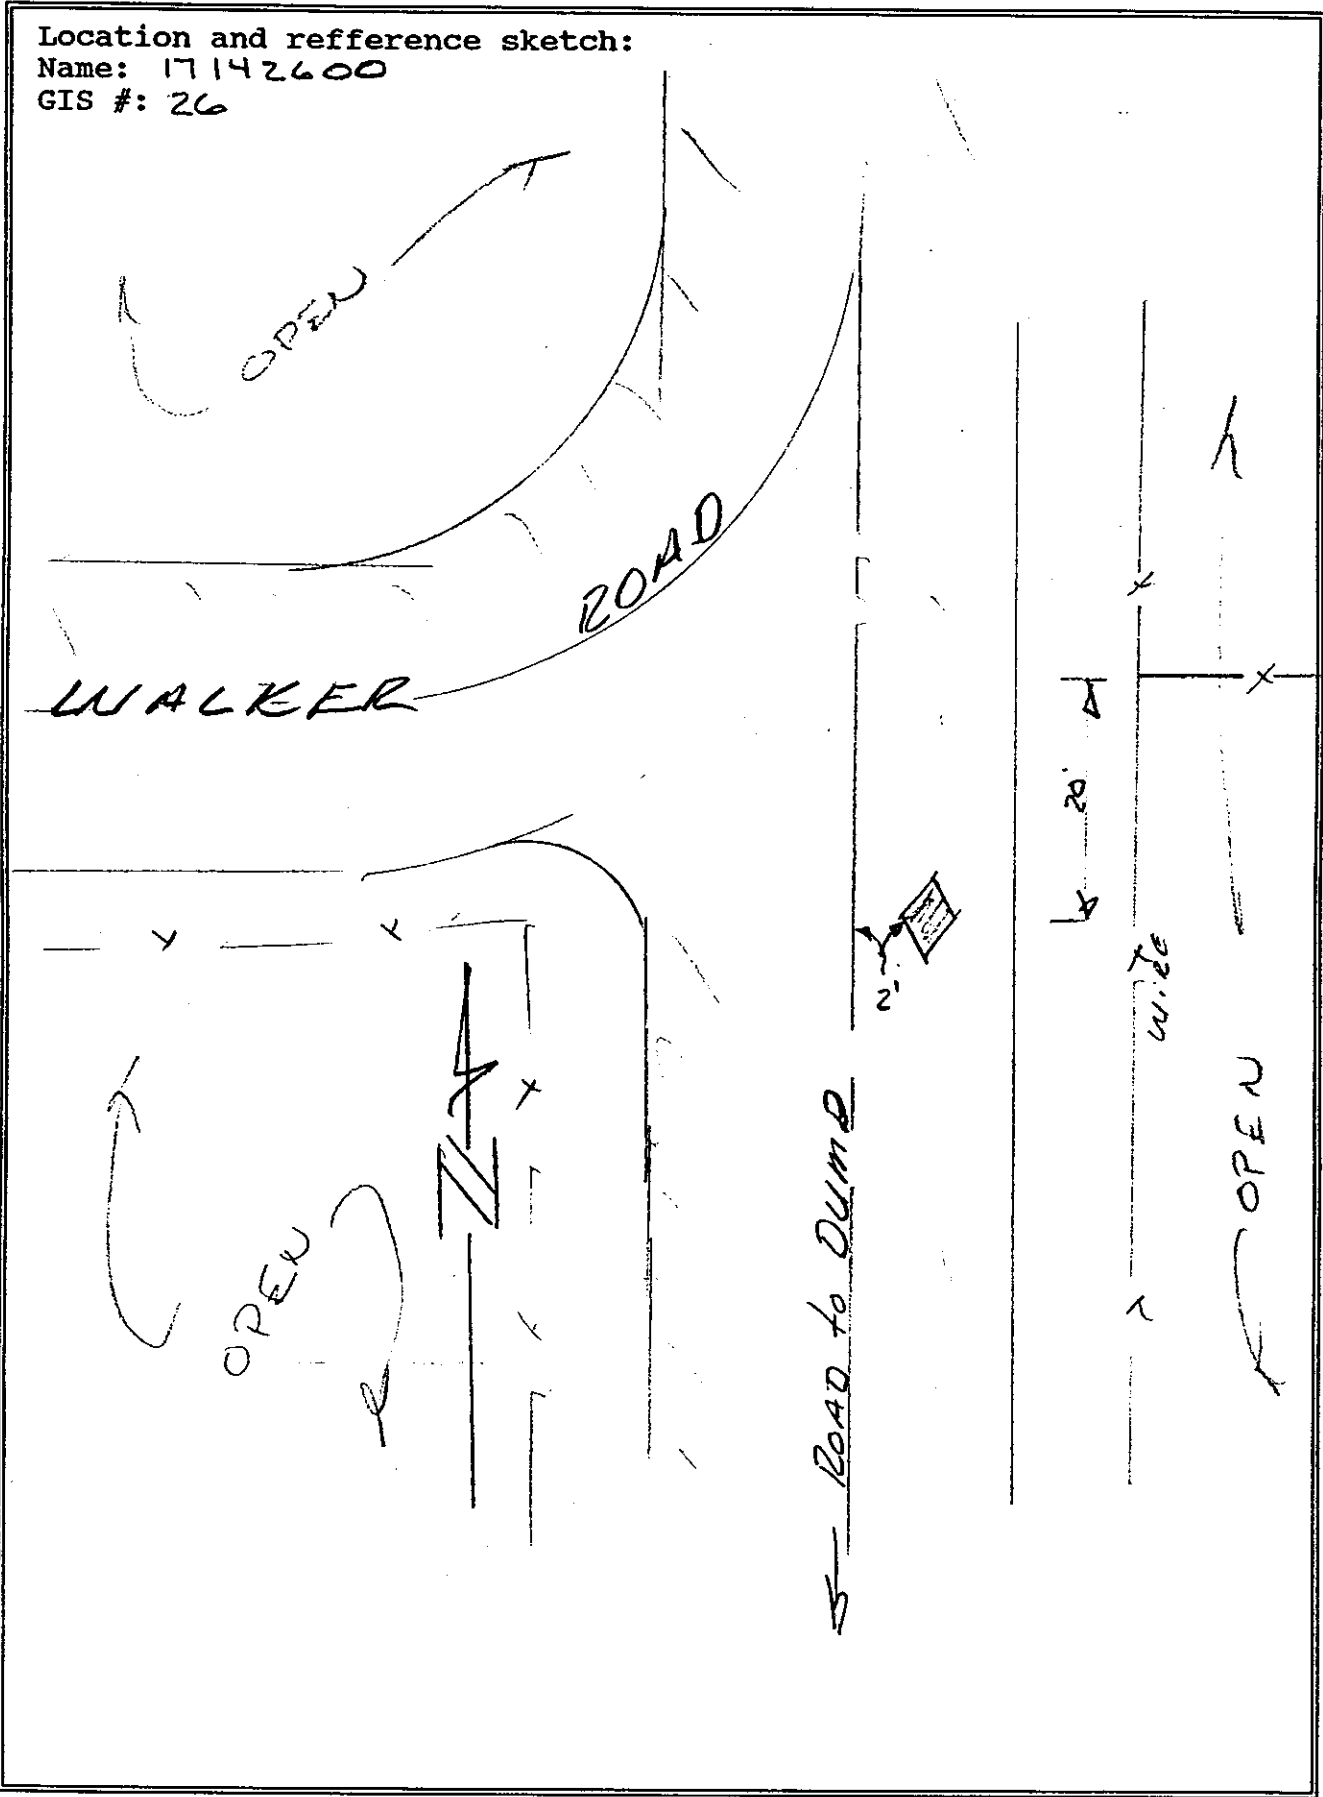 Location and refference sketch:
Name: 17142600
GIS #: 26
OPEN
ROAD
WALKER
20'
2'
WIRE
N
OPEN
ROAD to DUMP
OPEN